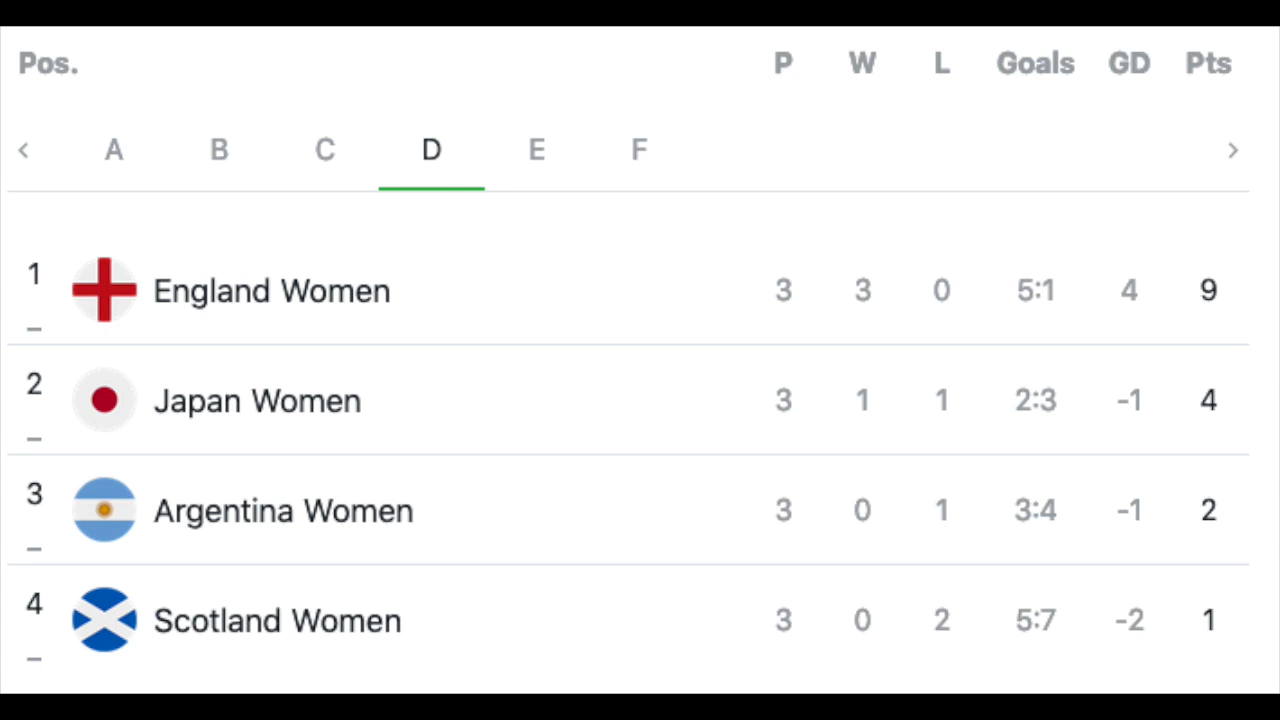 Pos. P W L Goals GD Pts
‹ A B C D E F ›
1 England Women 3 3 0 5:1 4 9
–
2 Japan Women 3 1 1 2:3 -1 4
–
3 Argentina Women 3 0 1 3:4 -1 2
–
4 Scotland Women 3 0 2 5:7 -2 1
–